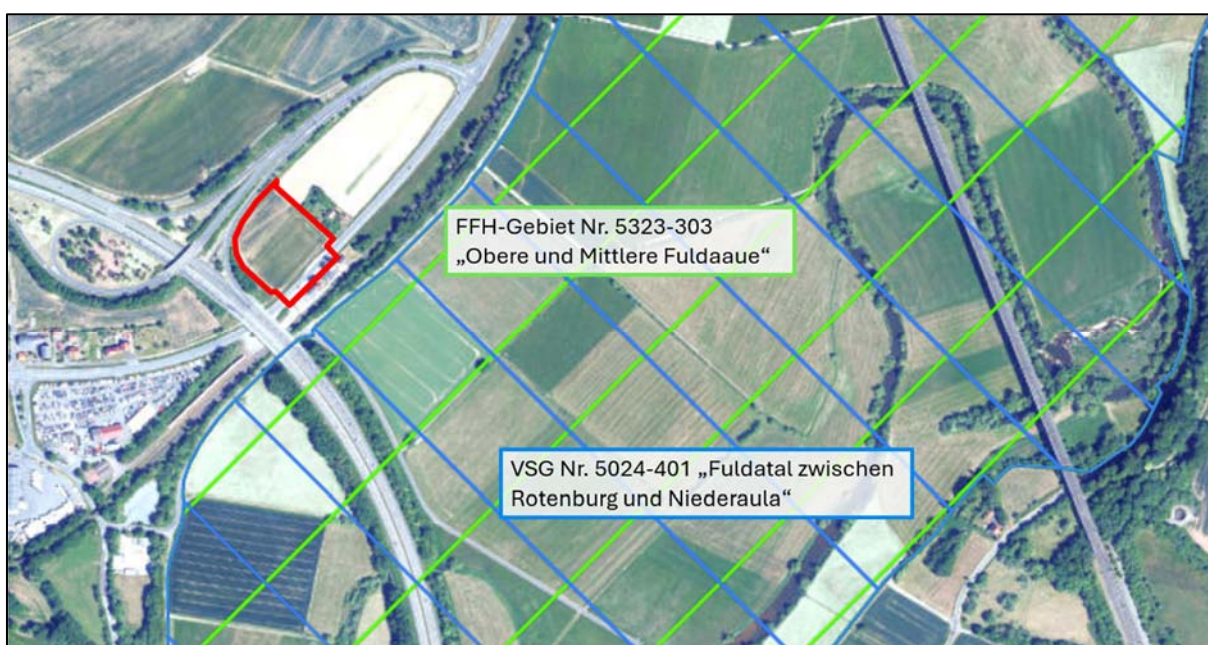 FFH-Gebiet Nr. 5323-303
„Obere und Mittlere Fuldaaue“
VSG Nr. 5024-401 „Fuldatal zwischen
Rotenburg und Niederaula“